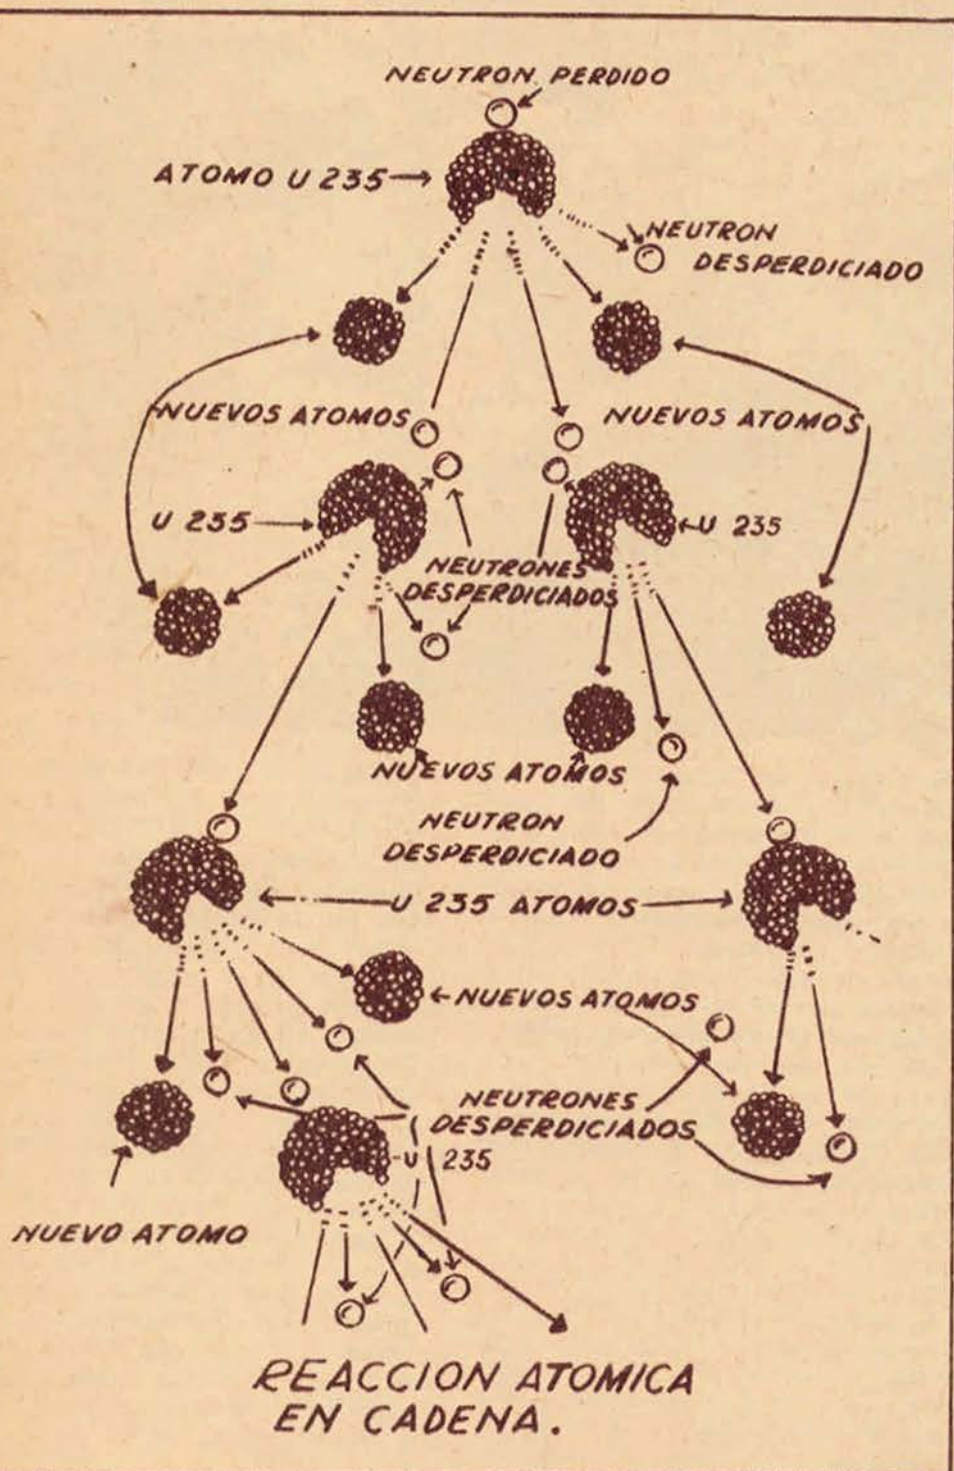 NEUTRON PERDIDO
ATOMO U 235
NEUTRON
DESPERDICIADO
NUEVOS ATOMOS
NUEVOS ATOMOS
U 235
U 235
NEUTRONES
DESPERDICIADOS
NUEVOS ATOMOS
NEUTRON
DESPERDICIADO
U 235 ATOMOS
NUEVOS ATOMOS
NEUTRONES
DESPERDICIADOS
U 235
NUEVO ATOMO
REACCION ATOMICA
EN CADENA.